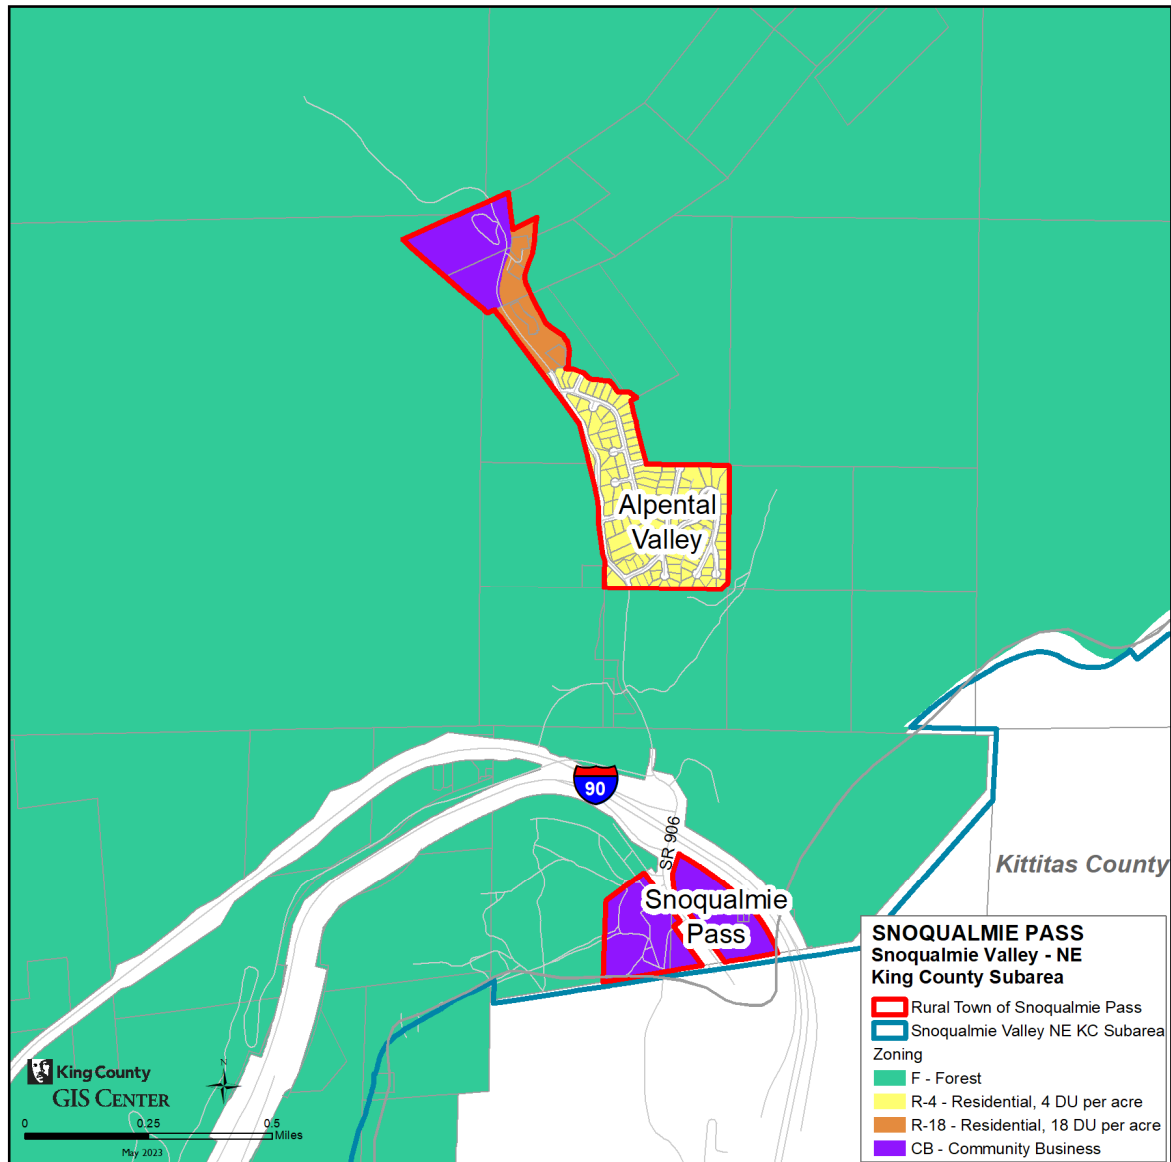 Alpental
Valley
90
SR 906
Snoqualmie
Pass
Kittitas County
SNOQUALMIE PASS
Snoqualmie Valley - NE
King County Subarea
Rural Town of Snoqualmie Pass
Snoqualmie Valley NE KC Subarea
Zoning
F - Forest
R-4 - Residential, 4 DU per acre
R-18 - Residential, 18 DU per acre
CB - Community Business
King County
GIS CENTER
N
0 0.25 0.5
Miles
May 2023